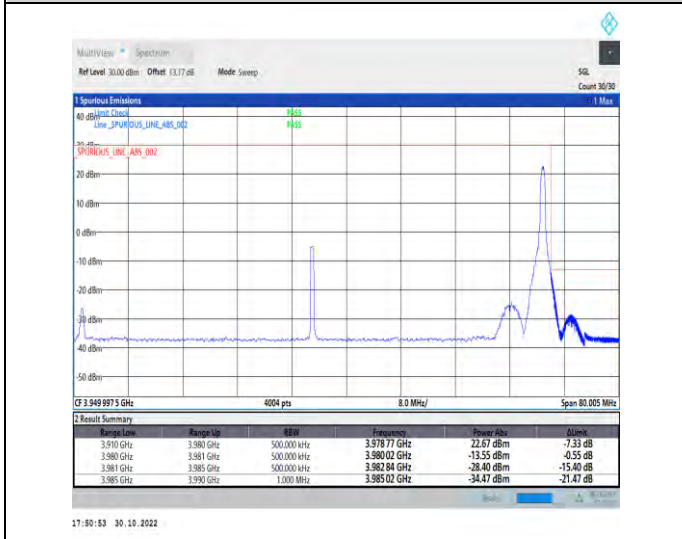 MultiView Spectrum
Ref Level 30.00 dBm Offset 13.17 dB Mode Sweep SGL
Count 30/30
1 Spurious Emissions 1 Max
40 dBm Limit Check PASS
Line _SPURIOUS_LINE_ABS_002 PASS
30 dBm
_SPURIOUS_LINE_ABS_002
20 dBm
10 dBm
0 dBm
-10 dBm
-20 dBm
-30 dBm
-40 dBm
-50 dBm
CF 3.949 997 5 GHz 4004 pts 8.0 MHz/ Span 80.005 MHz
2 Result Summary
Range Low Range Up RBW Frequency Power Abs ΔLimit
3.910 GHz 3.980 GHz 500.000 kHz 3.978 77 GHz 22.67 dBm -7.33 dB
3.980 GHz 3.981 GHz 500.000 kHz 3.980 02 GHz -13.55 dBm -0.55 dB
3.981 GHz 3.985 GHz 500.000 kHz 3.982 84 GHz -28.40 dBm -15.40 dB
3.985 GHz 3.990 GHz 1.000 MHz 3.985 02 GHz -34.47 dBm -21.47 dB
17:50:53 30.10.2022